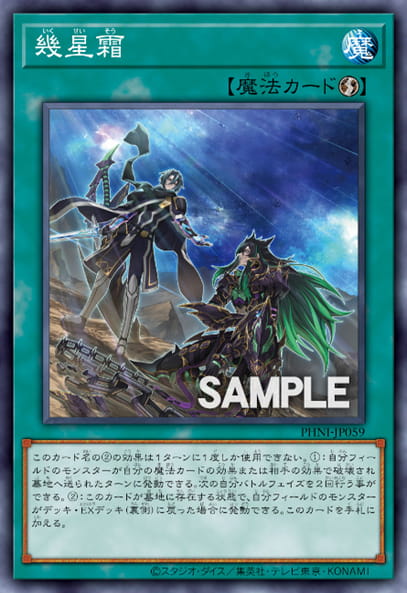 幾星霜
【魔法カード】
SAMPLE
PHNI-JP059
このカード名の②の効果は1ターンに1度しか使用できない。①:自分フィ
ールドのモンスターが自分の魔法カードの効果または相手の効果で破壊され
墓地へ送られたターンに発動できる。次の自分バトルフェイズを2回行う事が
できる。②:このカードが墓地に存在する状態で、自分フィールドのモンスター
がデッキ・EXデッキ(裏側)に戻った場合に発動できる。このカードを手札に
加える。
©スタジオ・ダイス/集英社・テレビ東京・KONAMI